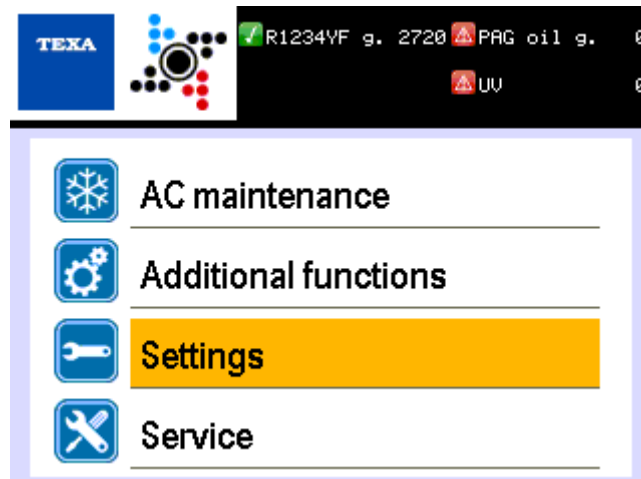 TEXA
R1234YF g. 2720 PAG oil g.
UV
AC maintenance
Additional functions
Settings
Service